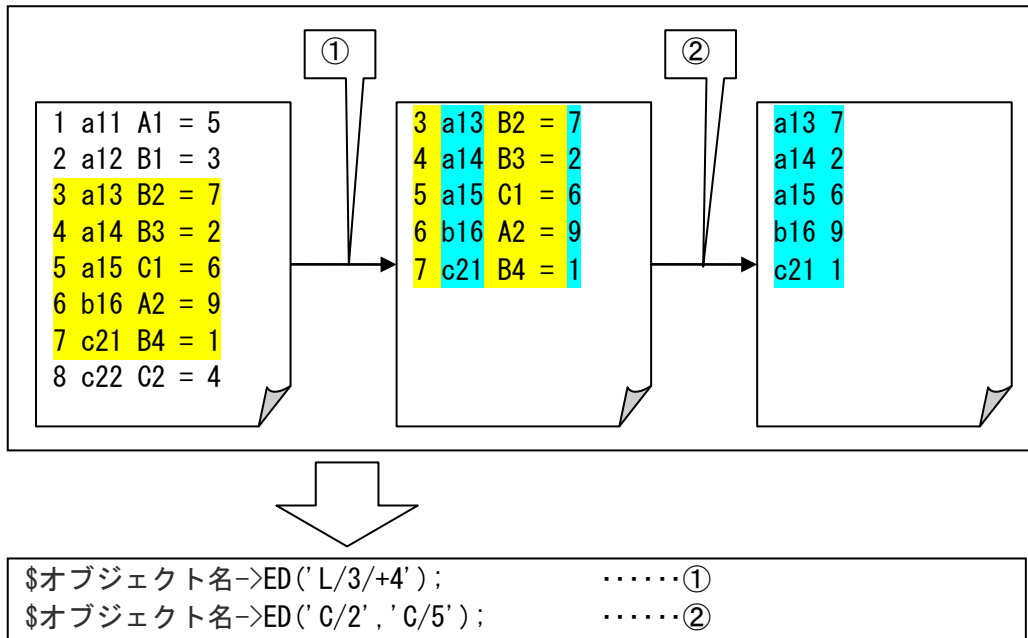 ①
②
1 a11 A1 = 5
2 a12 B1 = 3
3 a13 B2 = 7
4 a14 B3 = 2
5 a15 C1 = 6
6 b16 A2 = 9
7 c21 B4 = 1
8 c22 C2 = 4
3 a13 B2 = 7
4 a14 B3 = 2
5 a15 C1 = 6
6 b16 A2 = 9
7 c21 B4 = 1
a13 7
a14 2
a15 6
b16 9
c21 1
$オブジェクト名->ED('L/3/+4'); ······①
$オブジェクト名->ED('C/2','C/5'); ······②